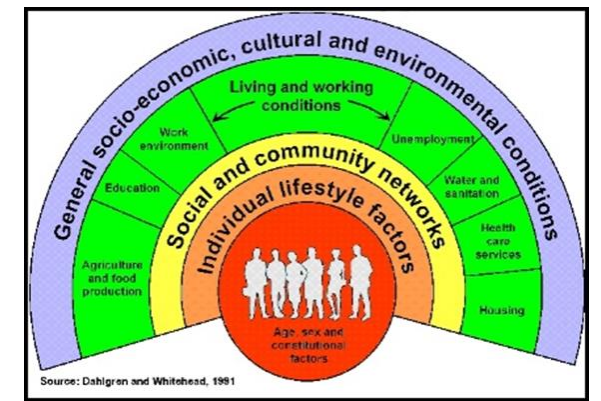 General socio-economic, cultural and environmental conditions
Living and working
conditions
Work
environment
Unemployment
Education
Water and
sanitation
Agriculture
and food
production
Health
care
services
Housing
Social and community networks
Individual lifestyle factors
Age, sex and
constitutional
factors
Source: Dahlgren and Whitehead, 1991